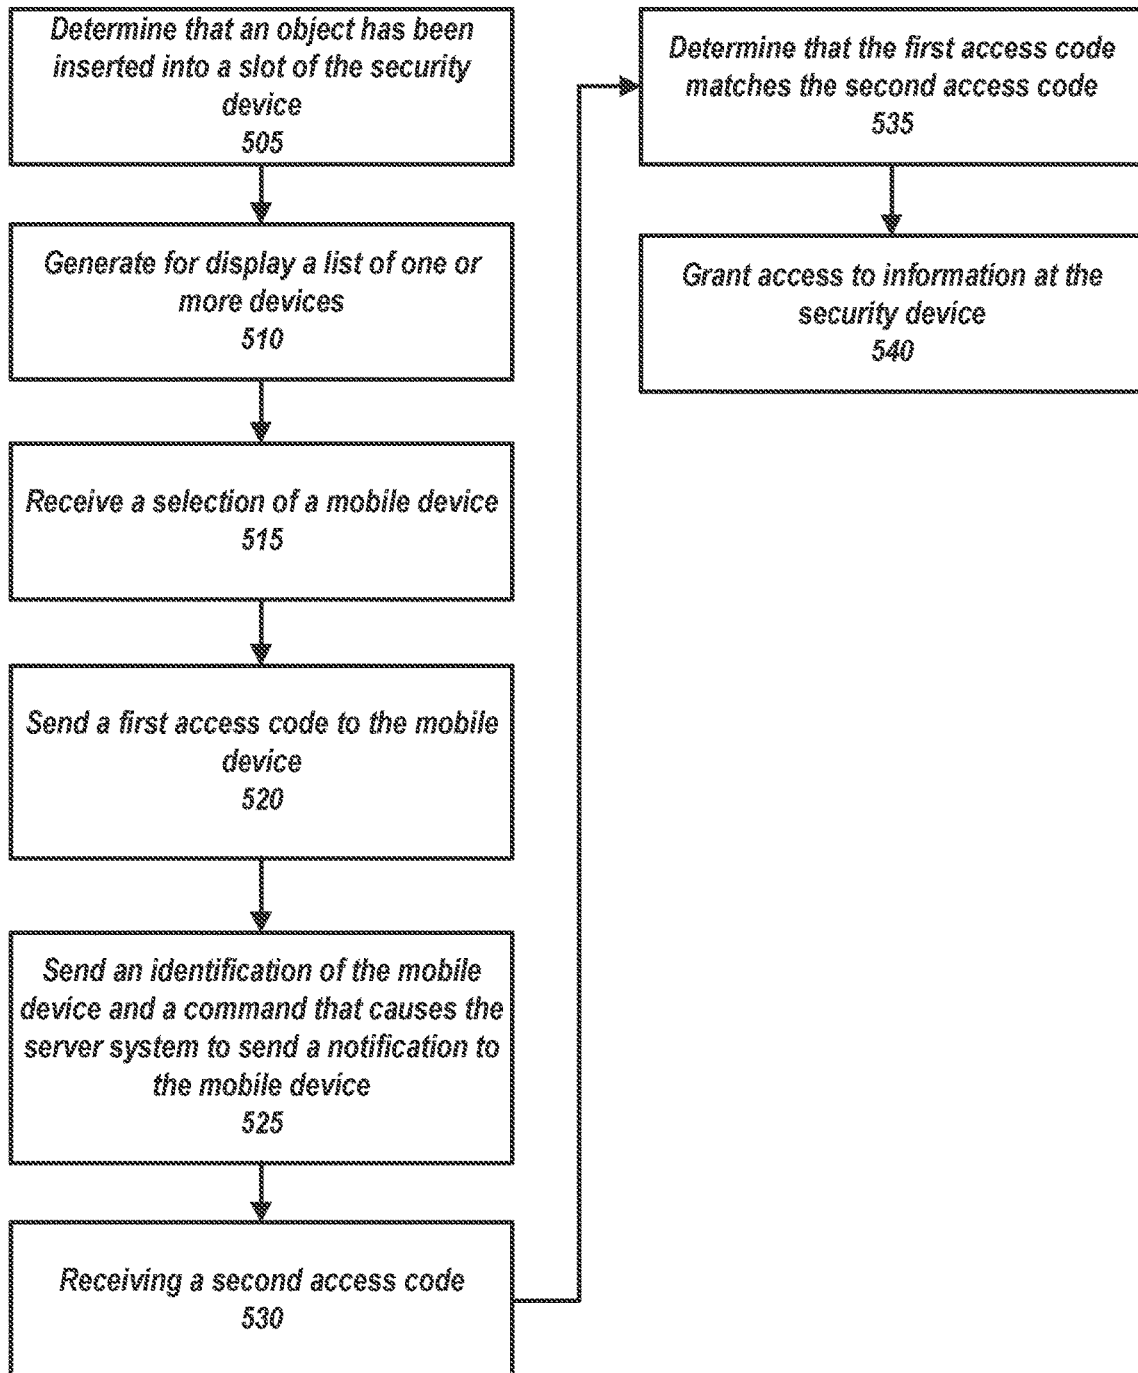 Determine that an object has been
inserted into a slot of the security
device
505
Generate for display a list of one or
more devices
510
Receive a selection of a mobile device
515
Send a first access code to the mobile
device
520
Send an identification of the mobile
device and a command that causes the
server system to send a notification to
the mobile device
525
Receiving a second access code
530
Determine that the first access code
matches the second access code
535
Grant access to information at the
security device
540